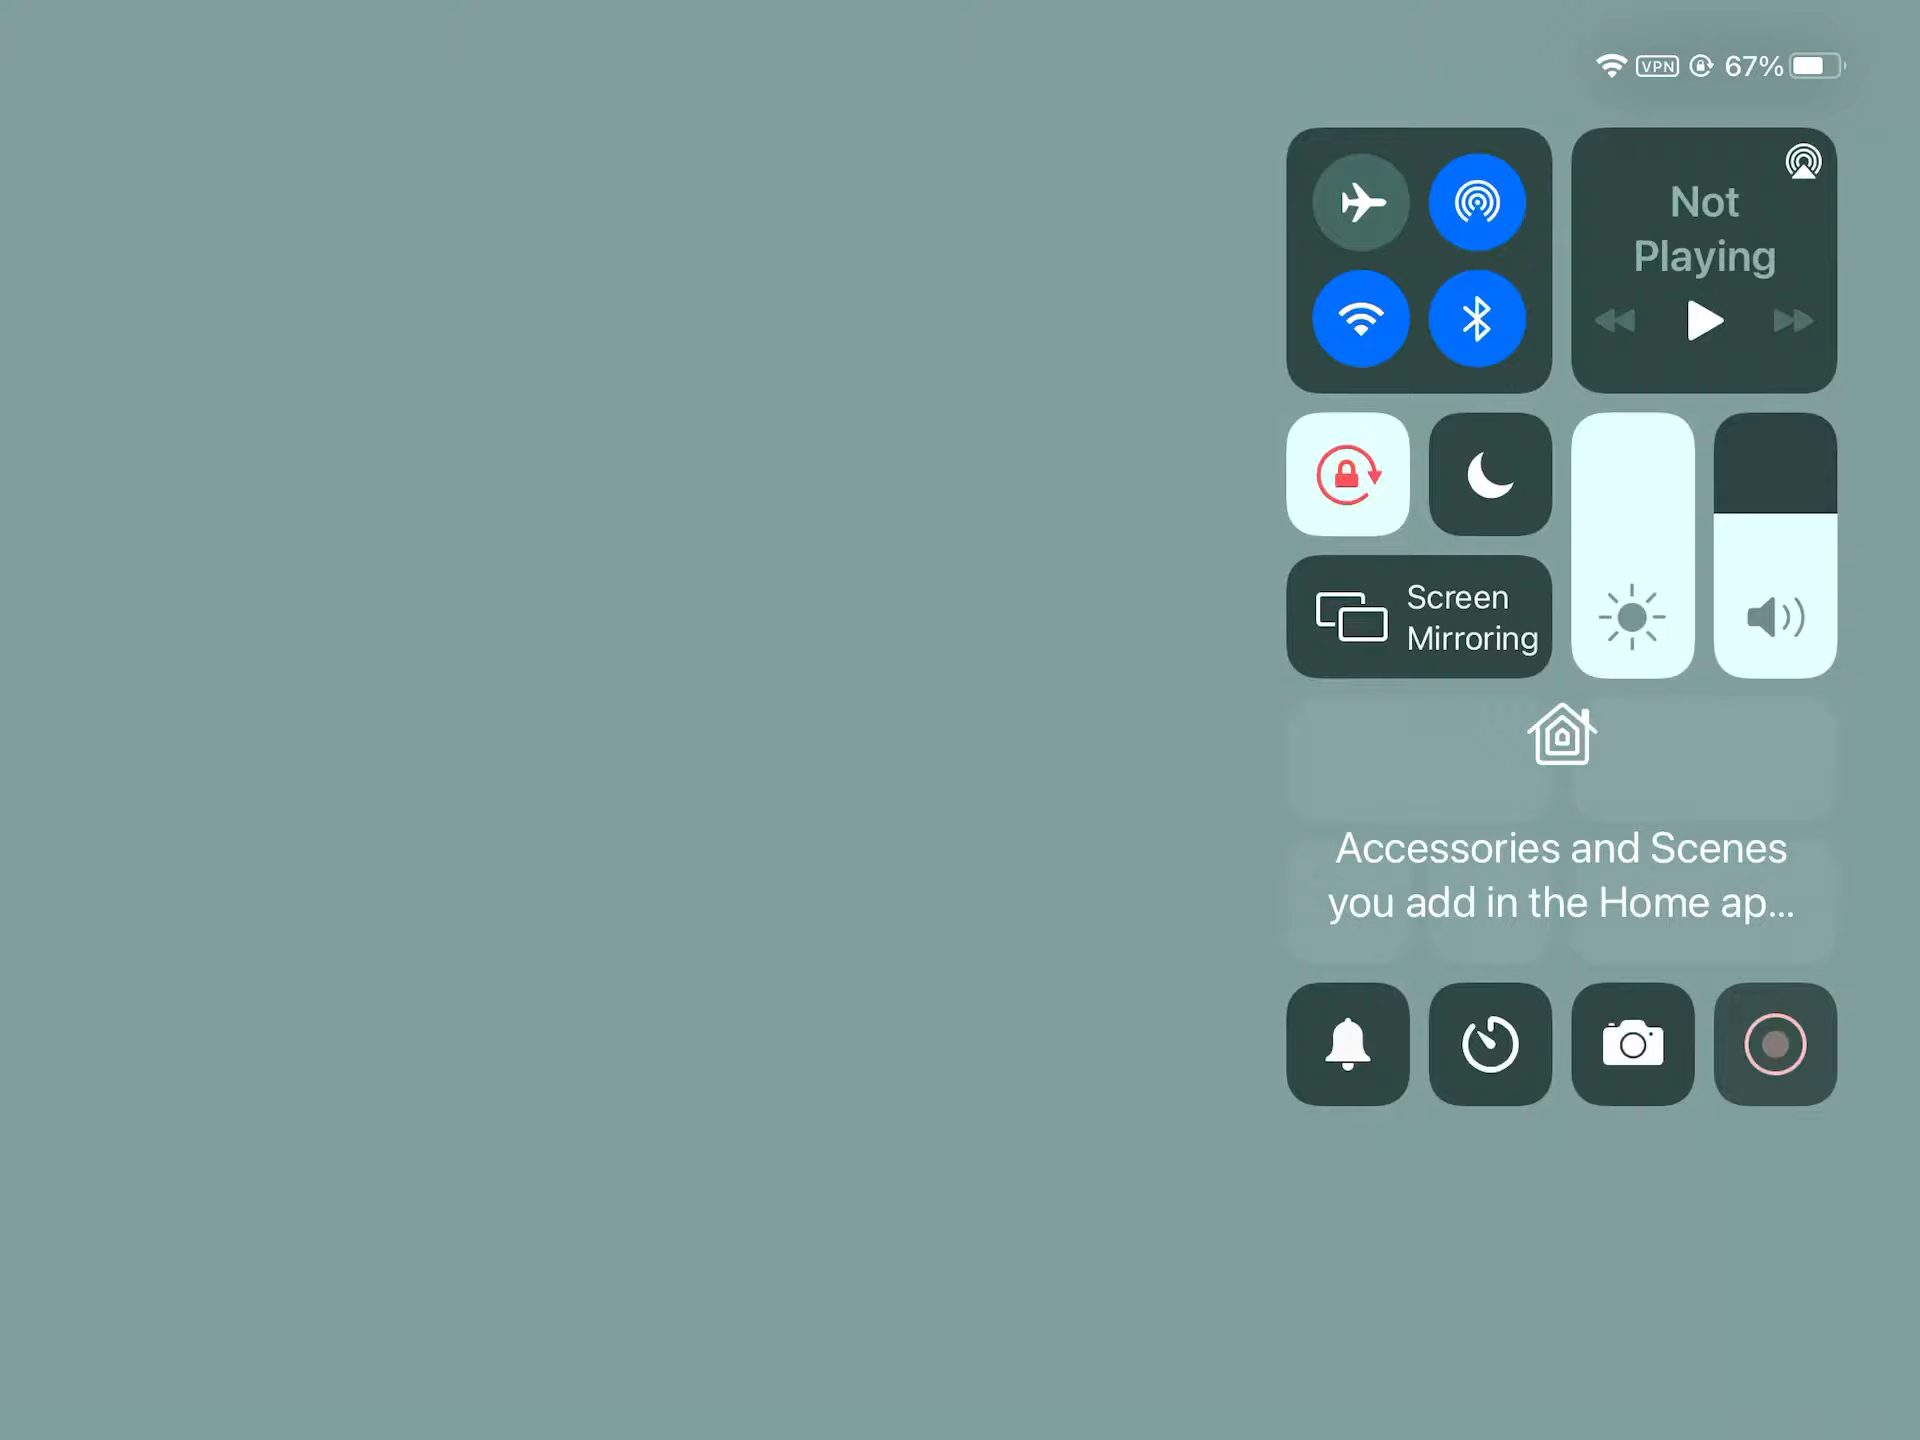 VPN 67%
Not
Playing
Screen
Mirroring
Accessories and Scenes
you add in the Home ap...